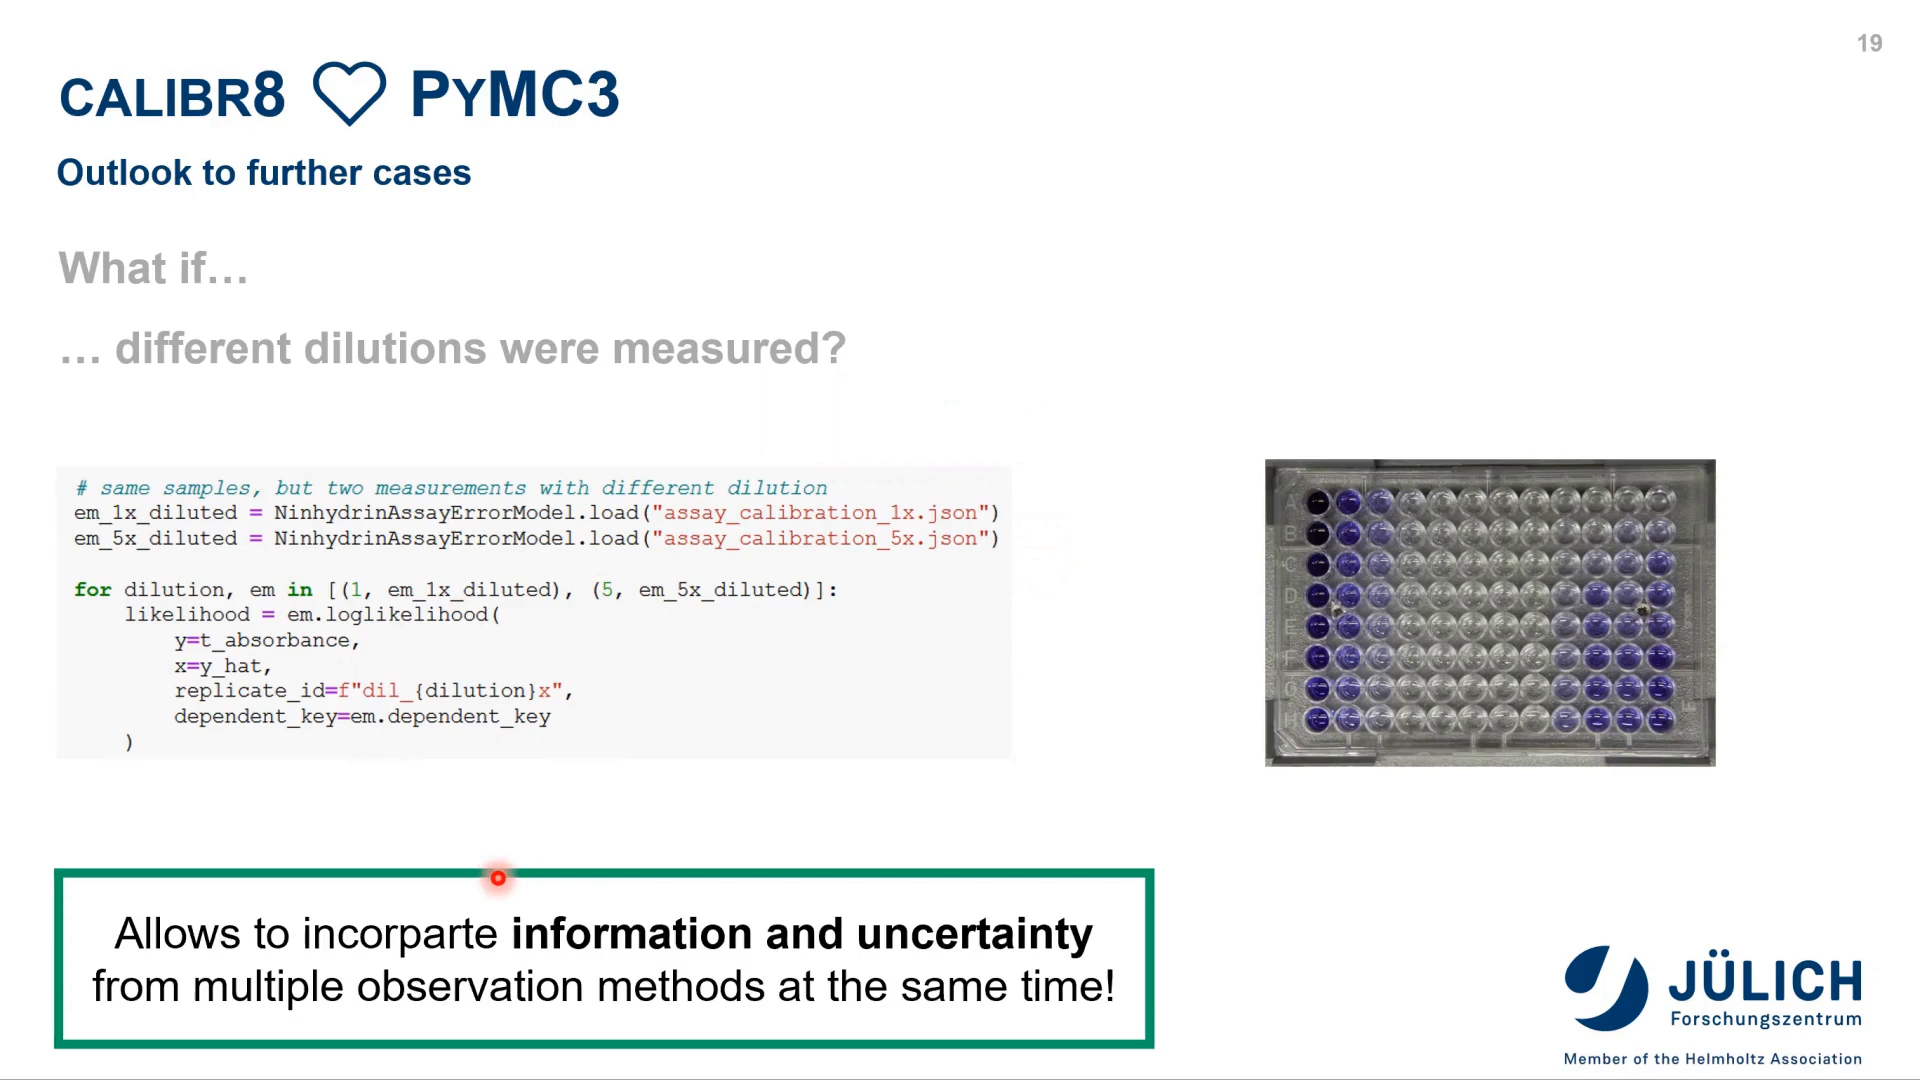 19
CALIBR8 ♡ PYMC3
Outlook to further cases
What if…
… different dilutions were measured?
# same samples, but two measurements with different dilution
em_1x_diluted = NinhydrinAssayErrorModel.load("assay_calibration_1x.json")
em_5x_diluted = NinhydrinAssayErrorModel.load("assay_calibration_5x.json")
for dilution, em in [(1, em_1x_diluted), (5, em_5x_diluted)]:
    likelihood = em.loglikelihood(
        y=t_absorbance,
        x=y_hat,
        replicate_id=f"dil_{dilution}x",
        dependent_key=em.dependent_key
    )
A
B
C
D
E
F
G
H
Allows to incorparte information and uncertainty
from multiple observation methods at the same time!
JÜLICH
Forschungszentrum
Member of the Helmholtz Association